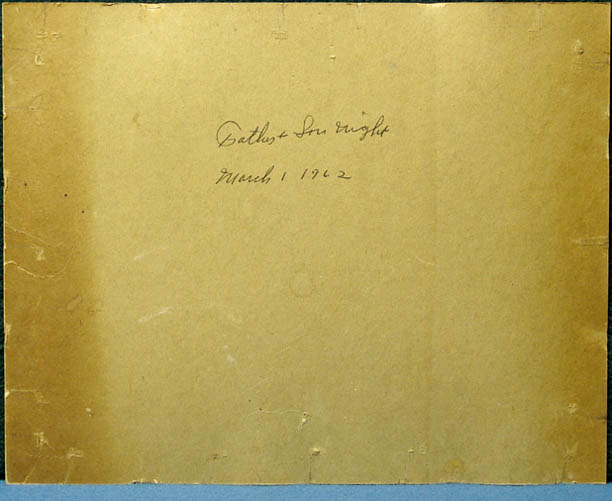 Father + Son Night
March 1 1962